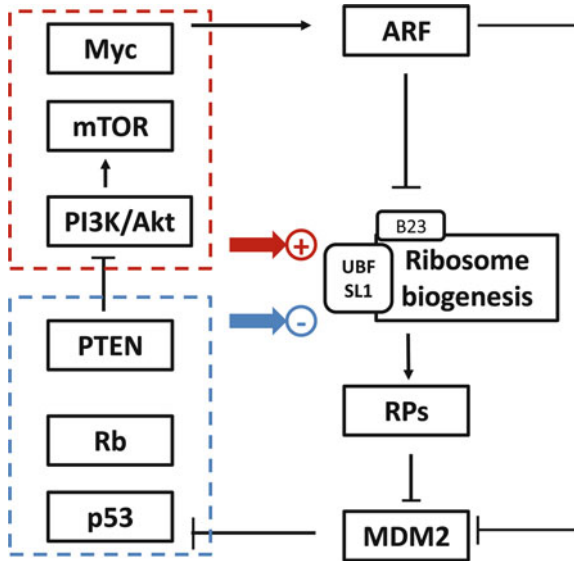 Myc
ARF
mTOR
PI3K/Akt
B23
+
UBF
SL1
Ribosome
biogenesis
-
PTEN
RPs
Rb
p53
MDM2